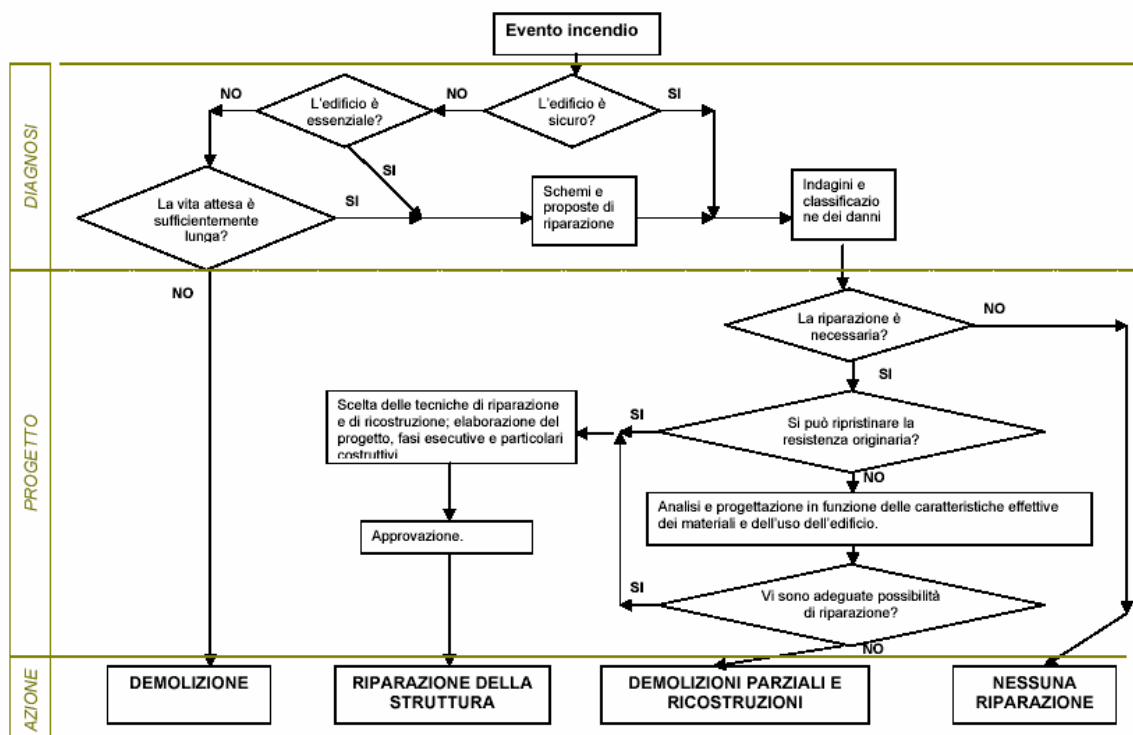 Evento incendio
DIAGNOSI
NO
L'edificio è
essenziale?
NO
L'edificio è
sicuro?
SI
SI
La vita attesa è
sufficientemente
lunga?
SI
Schemi e
proposte di
riparazione
Indagini e
classificazio
ne dei danni
PROGETTO
NO
La riparazione è
necessaria?
NO
SI
Scelta delle tecniche di riparazione
e di ricostruzione; elaborazione del
progetto, fasi esecutive e particolari
costruttivi
SI
Si può ripristinare la
resistenza originaria?
NO
Analisi e progettazione in funzione delle caratteristiche effettive
dei materiali e dell'uso dell'edificio.
Approvazione.
SI
Vi sono adeguate possibilità
di riparazione?
NO
AZIONE
DEMOLIZIONE
RIPARAZIONE DELLA
STRUTTURA
DEMOLIZIONI PARZIALI E
RICOSTRUZIONI
NESSUNA
RIPARAZIONE